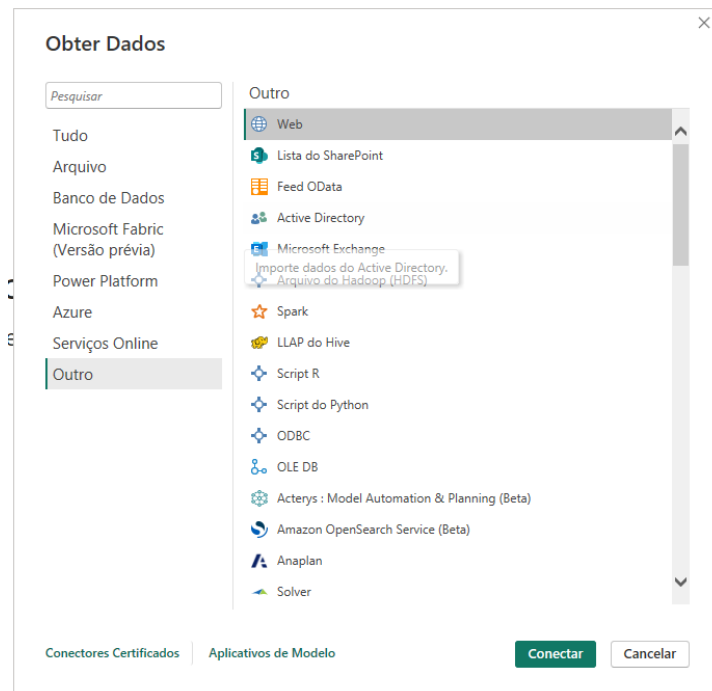 Obter Dados
Pesquisar
Tudo
Arquivo
Banco de Dados
Microsoft Fabric
(Versão prévia)
Power Platform
Azure
Serviços Online
Outro
Outro
Web
Lista do SharePoint
Feed OData
Active Directory
Microsoft Exchange
Importe dados do Active Directory.
Arquivo do Hadoop (HDFS)
Spark
LLAP do Hive
Script R
Script do Python
ODBC
OLE DB
Acterys : Model Automation & Planning (Beta)
Amazon OpenSearch Service (Beta)
Anaplan
Solver
Conectores Certificados
Aplicativos de Modelo
Conectar
Cancelar